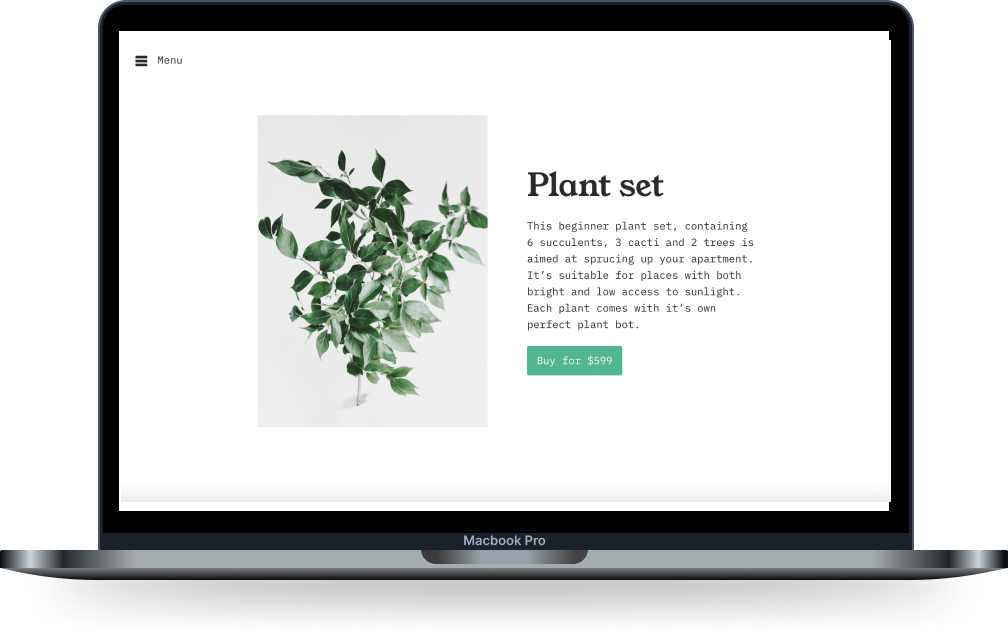 Menu
Plant set
This beginner plant set, containing
6 succulents, 3 cacti and 2 trees is
aimed at sprucing up your apartment.
It’s suitable for places with both
bright and low access to sunlight.
Each plant comes with it’s own
perfect plant bot.
Buy for $599
Macbook Pro